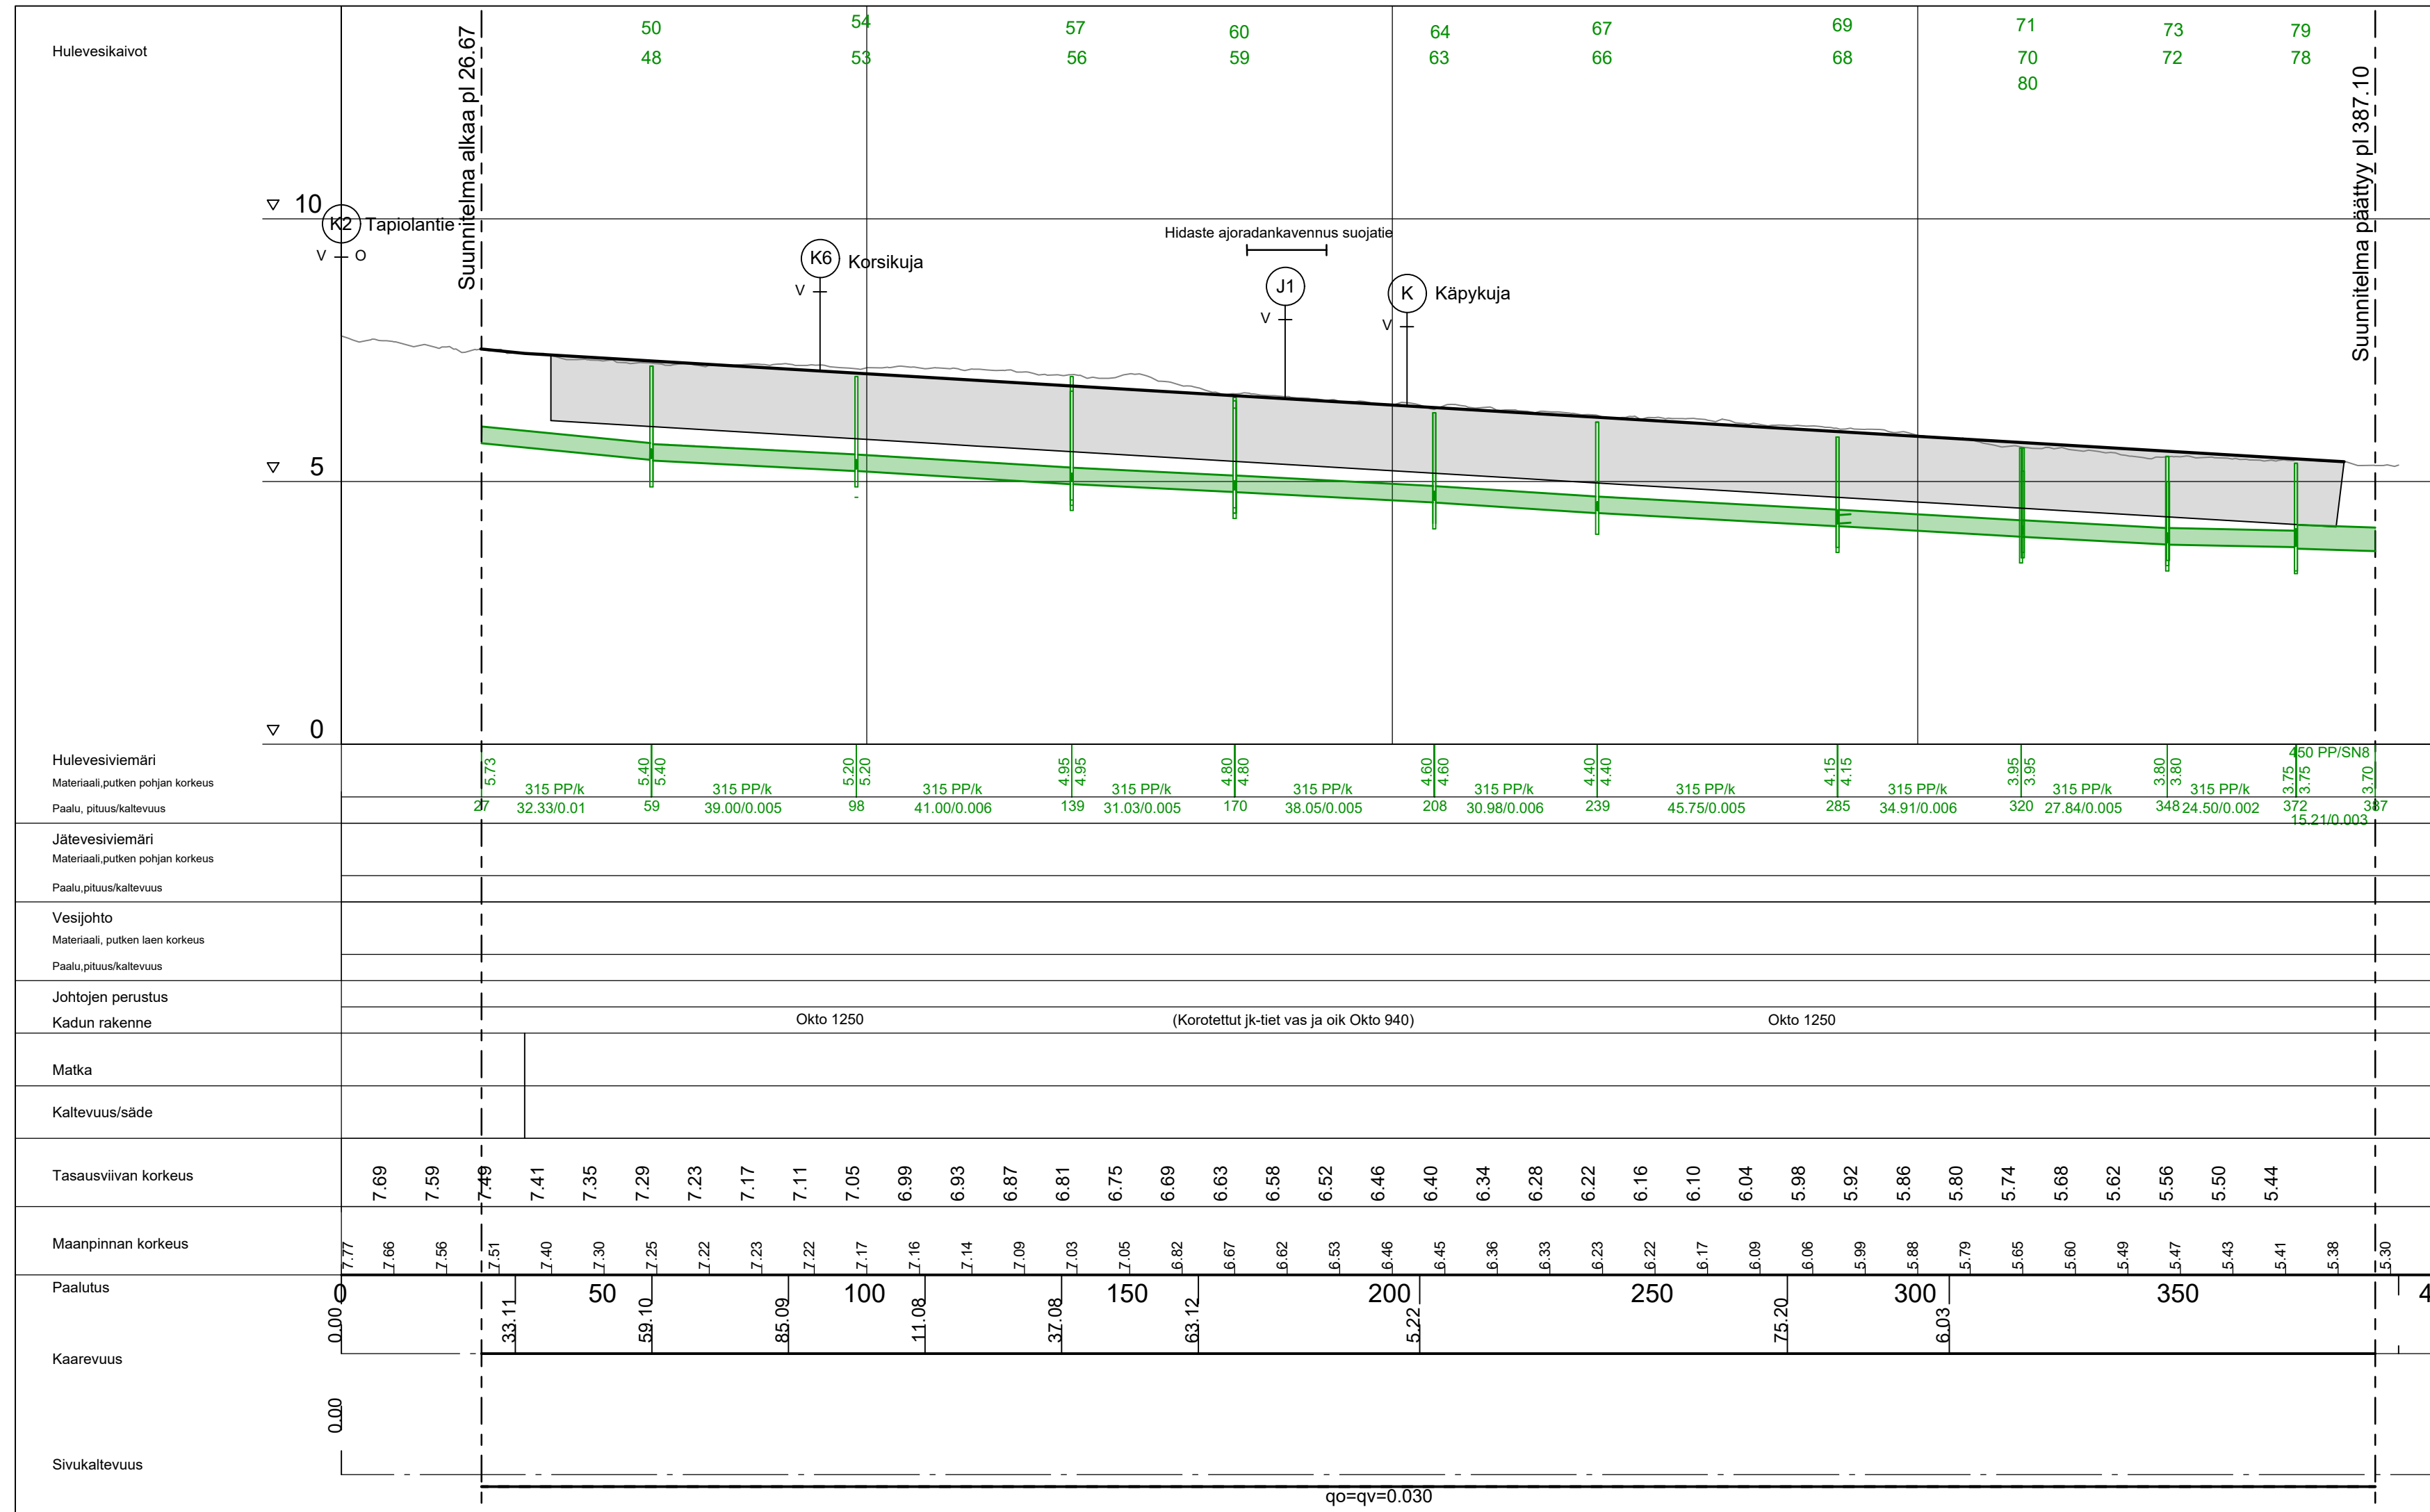 Hulevesikaivot
50 54 57 60 64 67 69 71 73 79
48 53 56 59 63 66 68 70 72 78
80
Suunnitelma alkaa pl 26.67
Suunnitelma päättyy pl 387.10
10
K2 Tapiolantie
V O
K6 Korsikuja
V
Hidaste ajoradankavennus suojatie
J1
V
K Käpykuja
V
5
0
Hulevesiviemäri
Materiaali,putken pohjan korkeus
5.73 5.40 5.40 5.20 5.20 4.95 4.95 4.80 4.80 4.60 4.60 4.40 4.40 4.15 4.15 3.95 3.95 3.80 3.80 3.75 3.75 3.70
450 PP/SN8
315 PP/k 315 PP/k 315 PP/k 315 PP/k 315 PP/k 315 PP/k 315 PP/k 315 PP/k 315 PP/k 315 PP/k
Paalu, pituus/kaltevuus
27 32.33/0.01 59 39.00/0.005 98 41.00/0.006 139 31.03/0.005 170 38.05/0.005 208 30.98/0.006 239 45.75/0.005 285 34.91/0.006 320 27.84/0.005 348 24.50/0.002 372 387
15.21/0.003
Jätevesiviemäri
Materiaali,putken pohjan korkeus
Paalu,pituus/kaltevuus
Vesijohto
Materiaali, putken laen korkeus
Paalu,pituus/kaltevuus
Johtojen perustus
Kadun rakenne
Okto 1250 (Korotettut jk-tiet vas ja oik Okto 940) Okto 1250
Matka
Kaltevuus/säde
Tasausviivan korkeus
7.69 7.59 7.49 7.41 7.35 7.29 7.23 7.17 7.11 7.05 6.99 6.93 6.87 6.81 6.75 6.69 6.63 6.58 6.52 6.46 6.40 6.34 6.28 6.22 6.16 6.10 6.04 5.98 5.92 5.86 5.80 5.74 5.68 5.62 5.56 5.50 5.44
Maanpinnan korkeus
7.77 7.66 7.56 7.51 7.40 7.30 7.25 7.22 7.23 7.22 7.17 7.16 7.14 7.09 7.03 7.05 6.82 6.67 6.62 6.53 6.46 6.45 6.36 6.33 6.23 6.22 6.17 6.09 6.06 5.99 5.88 5.79 5.65 5.60 5.49 5.47 5.43 5.41 5.38 5.30
Paalutus
0 50 100 150 200 250 300 350 4
0.00 33.11 59.10 85.09 11.08 37.08 63.12 5.22 75.20 6.03
Kaarevuus
0.00
Sivukaltevuus
qo=qv=0.030